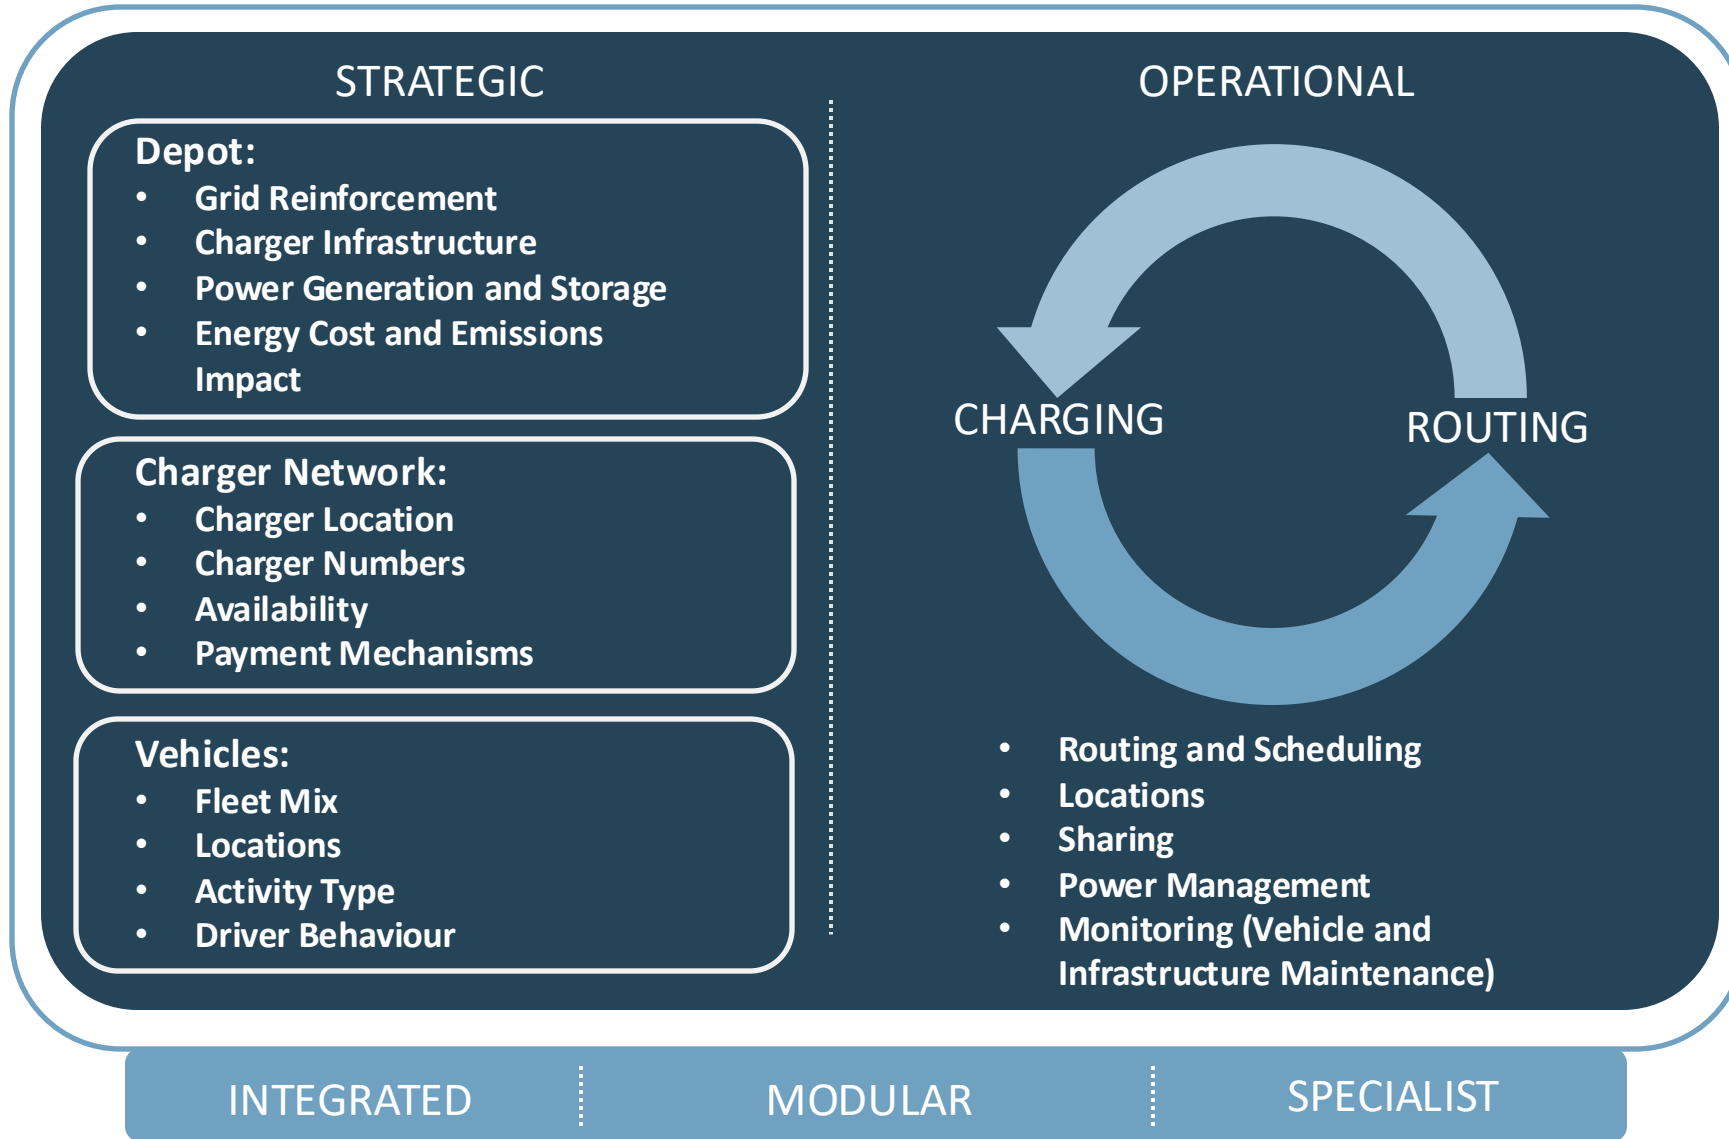 STRATEGIC
Depot:
• Grid Reinforcement
• Charger Infrastructure
• Power Generation and Storage
• Energy Cost and Emissions
Impact
Charger Network:
• Charger Location
• Charger Numbers
• Availability
• Payment Mechanisms
Vehicles:
• Fleet Mix
• Locations
• Activity Type
• Driver Behaviour
OPERATIONAL
CHARGING
ROUTING
• Routing and Scheduling
• Locations
• Sharing
• Power Management
• Monitoring (Vehicle and
Infrastructure Maintenance)
INTEGRATED
MODULAR
SPECIALIST